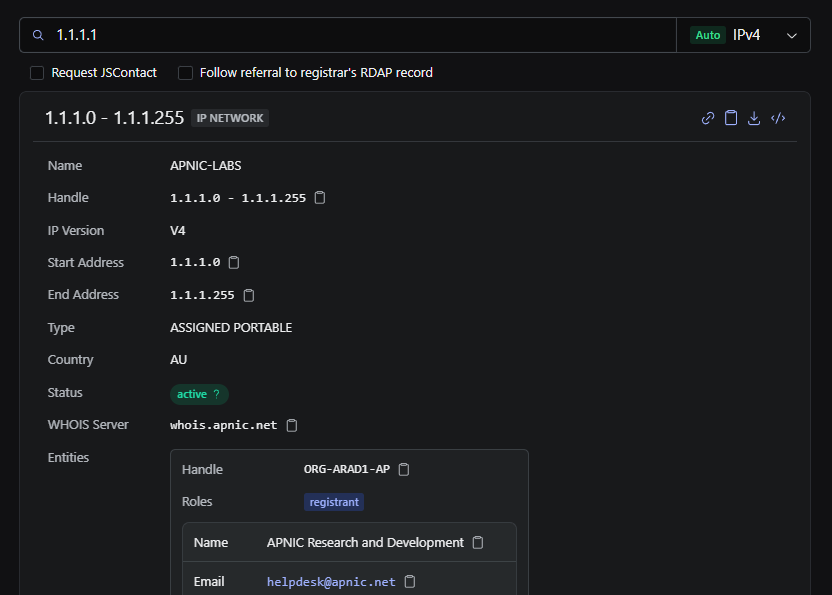 1.1.1.1 Auto IPv4
Request JSContact Follow referral to registrar's RDAP record
1.1.1.0 - 1.1.1.255 IP NETWORK </>
Name APNIC-LABS
Handle 1.1.1.0 - 1.1.1.255
IP Version V4
Start Address 1.1.1.0
End Address 1.1.1.255
Type ASSIGNED PORTABLE
Country AU
Status active ?
WHOIS Server whois.apnic.net
Entities
Handle ORG-ARAD1-AP
Roles registrant
Name APNIC Research and Development
Email helpdesk@apnic.net